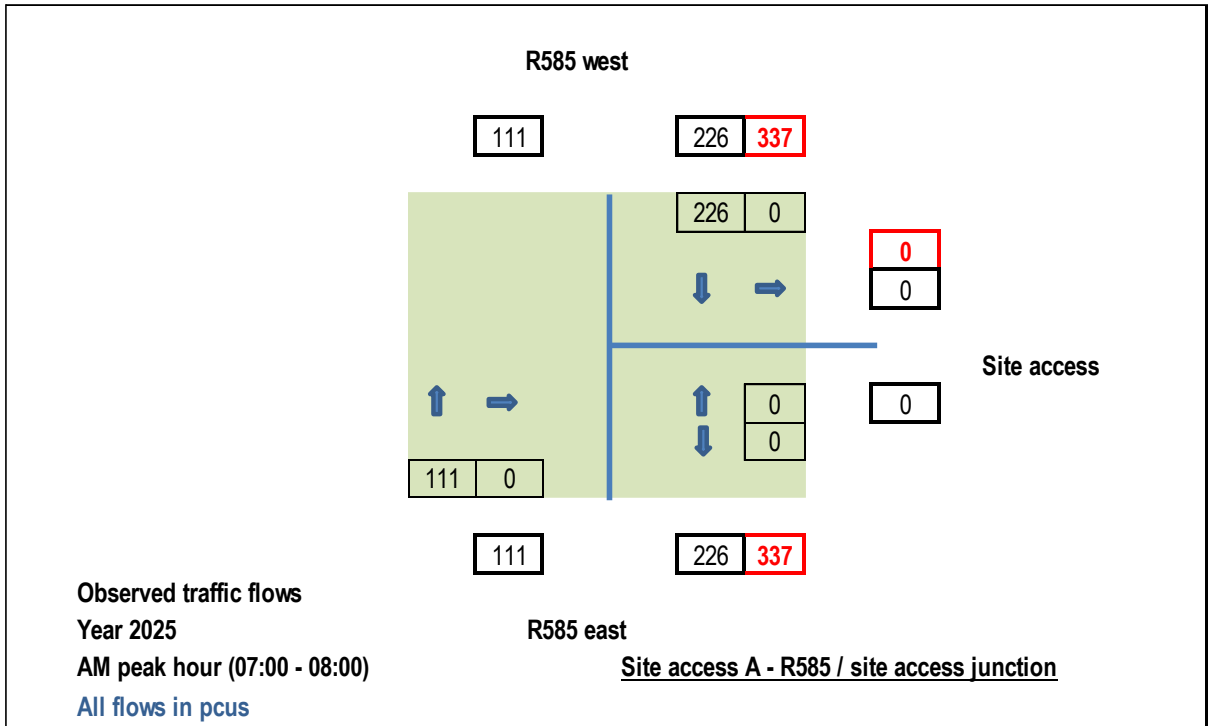 R585 west
111 226 337
226 0
0
0
Site access
0 0
0
111 0
111 226 337
Observed traffic flows
Year 2025 R585 east
AM peak hour (07:00 - 08:00) Site access A - R585 / site access junction
All flows in pcus